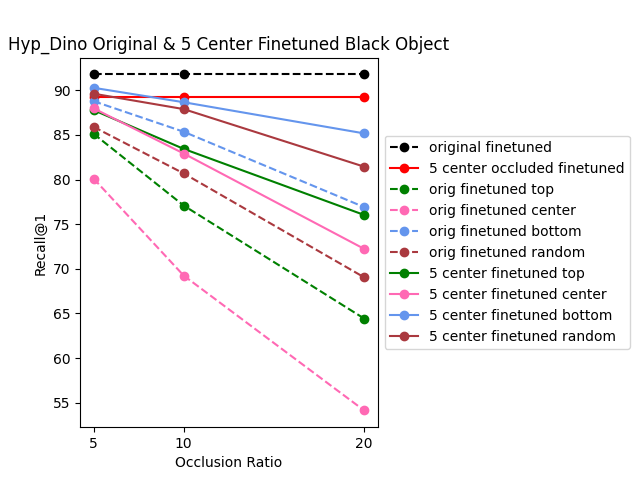 Hyp_Dino Original & 5 Center Finetuned Black Object
90
85
80
75
70
65
60
55
Recall@1
5
10
20
Occlusion Ratio
original finetuned
5 center occluded finetuned
orig finetuned top
orig finetuned center
orig finetuned bottom
orig finetuned random
5 center finetuned top
5 center finetuned center
5 center finetuned bottom
5 center finetuned random